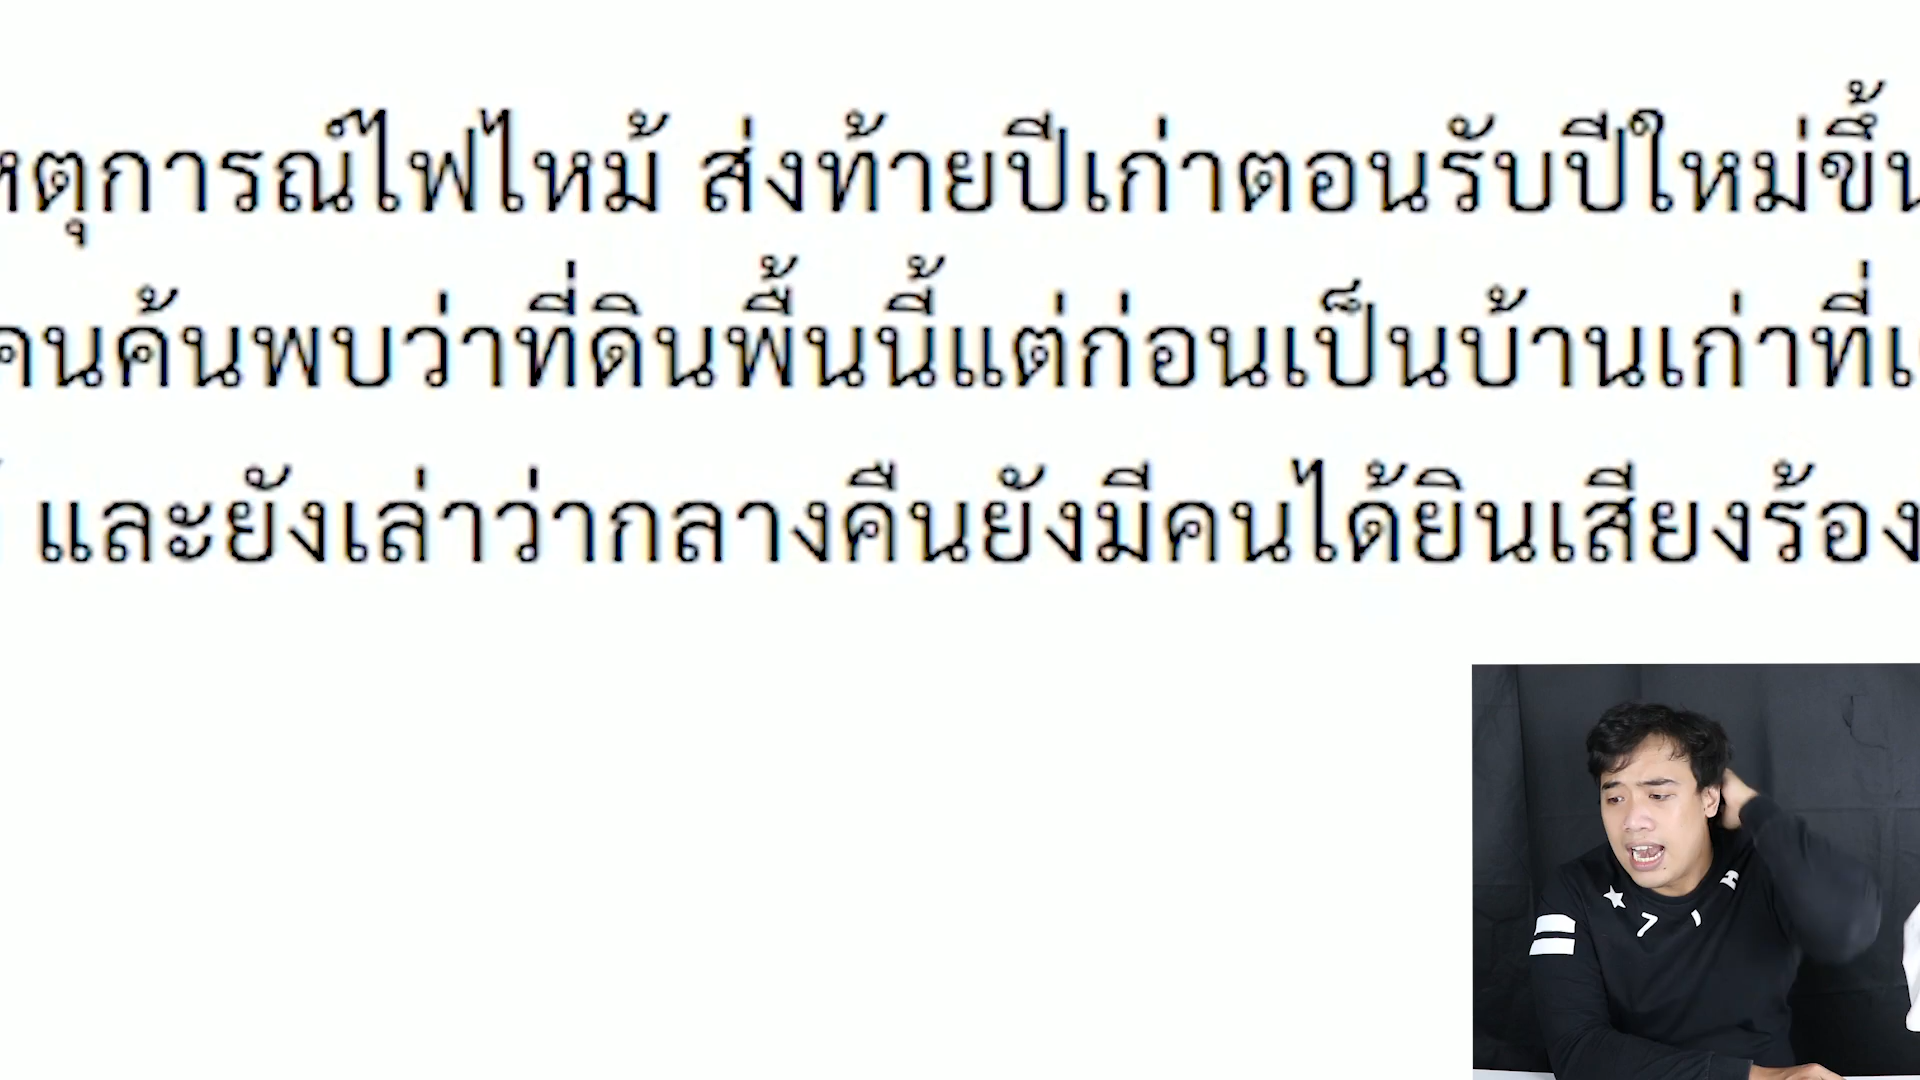 หตุการณ์ไฟไหม้ ส่งท้ายปีเก่าตอนรับปีใหม่ขึ้น
คนค้นพบว่าที่ดินพื้นนี้แต่ก่อนเป็นบ้านเก่าที่
และยังเล่าว่ากลางคืนยังมีคนได้ยินเสียงร้อง
7